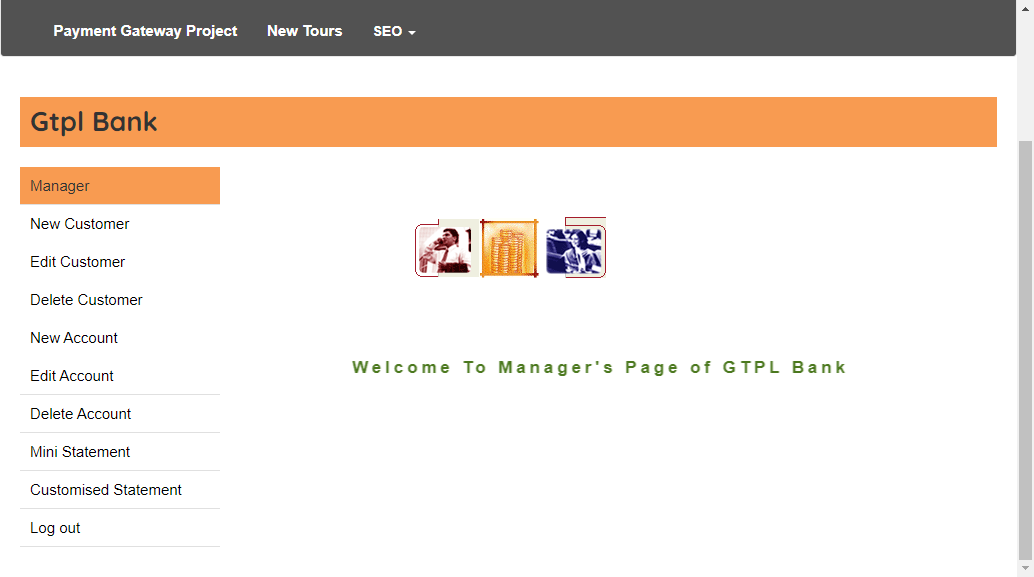 Payment Gateway Project New Tours SEO
Gtpl Bank
Manager
New Customer
Edit Customer
Delete Customer
New Account
Edit Account
Delete Account
Mini Statement
Customised Statement
Log out
Welcome To Manager's Page of GTPL Bank